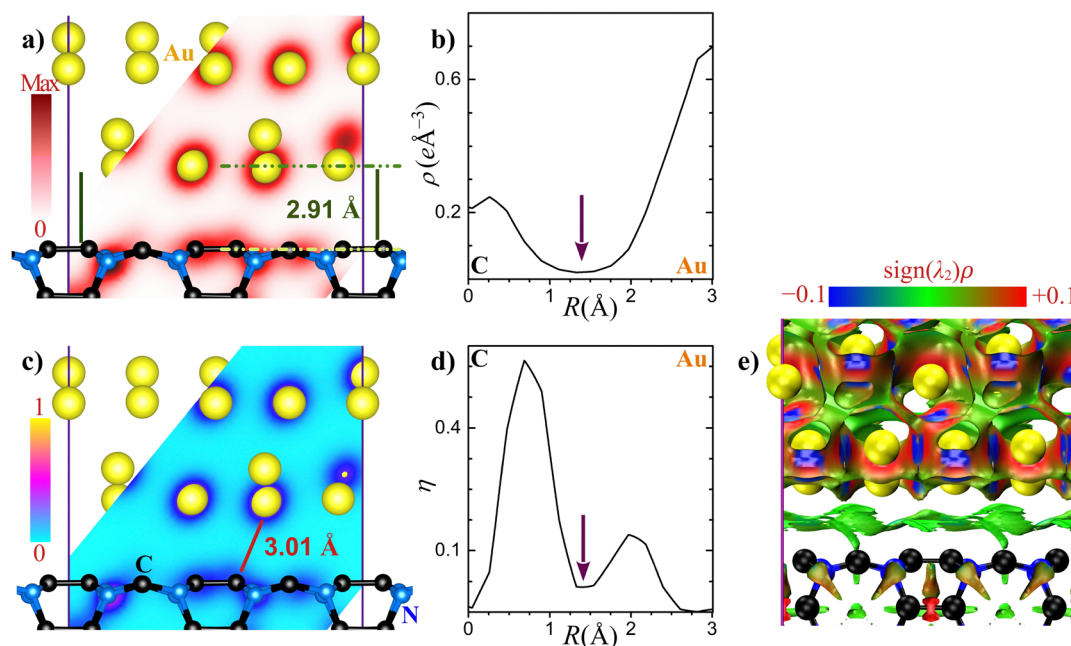 a)
Au
Max
0
2.91 Å
b)
ρ (eÅ⁻³)
0.6
0.2
C
Au
0
1
2
3
R(Å)
c)
1
0
C
3.01 Å
N
d)
C
Au
η
0.4
0.1
0
1
2
3
R(Å)
sign(λ₂)ρ
−0.1
+0.1
e)